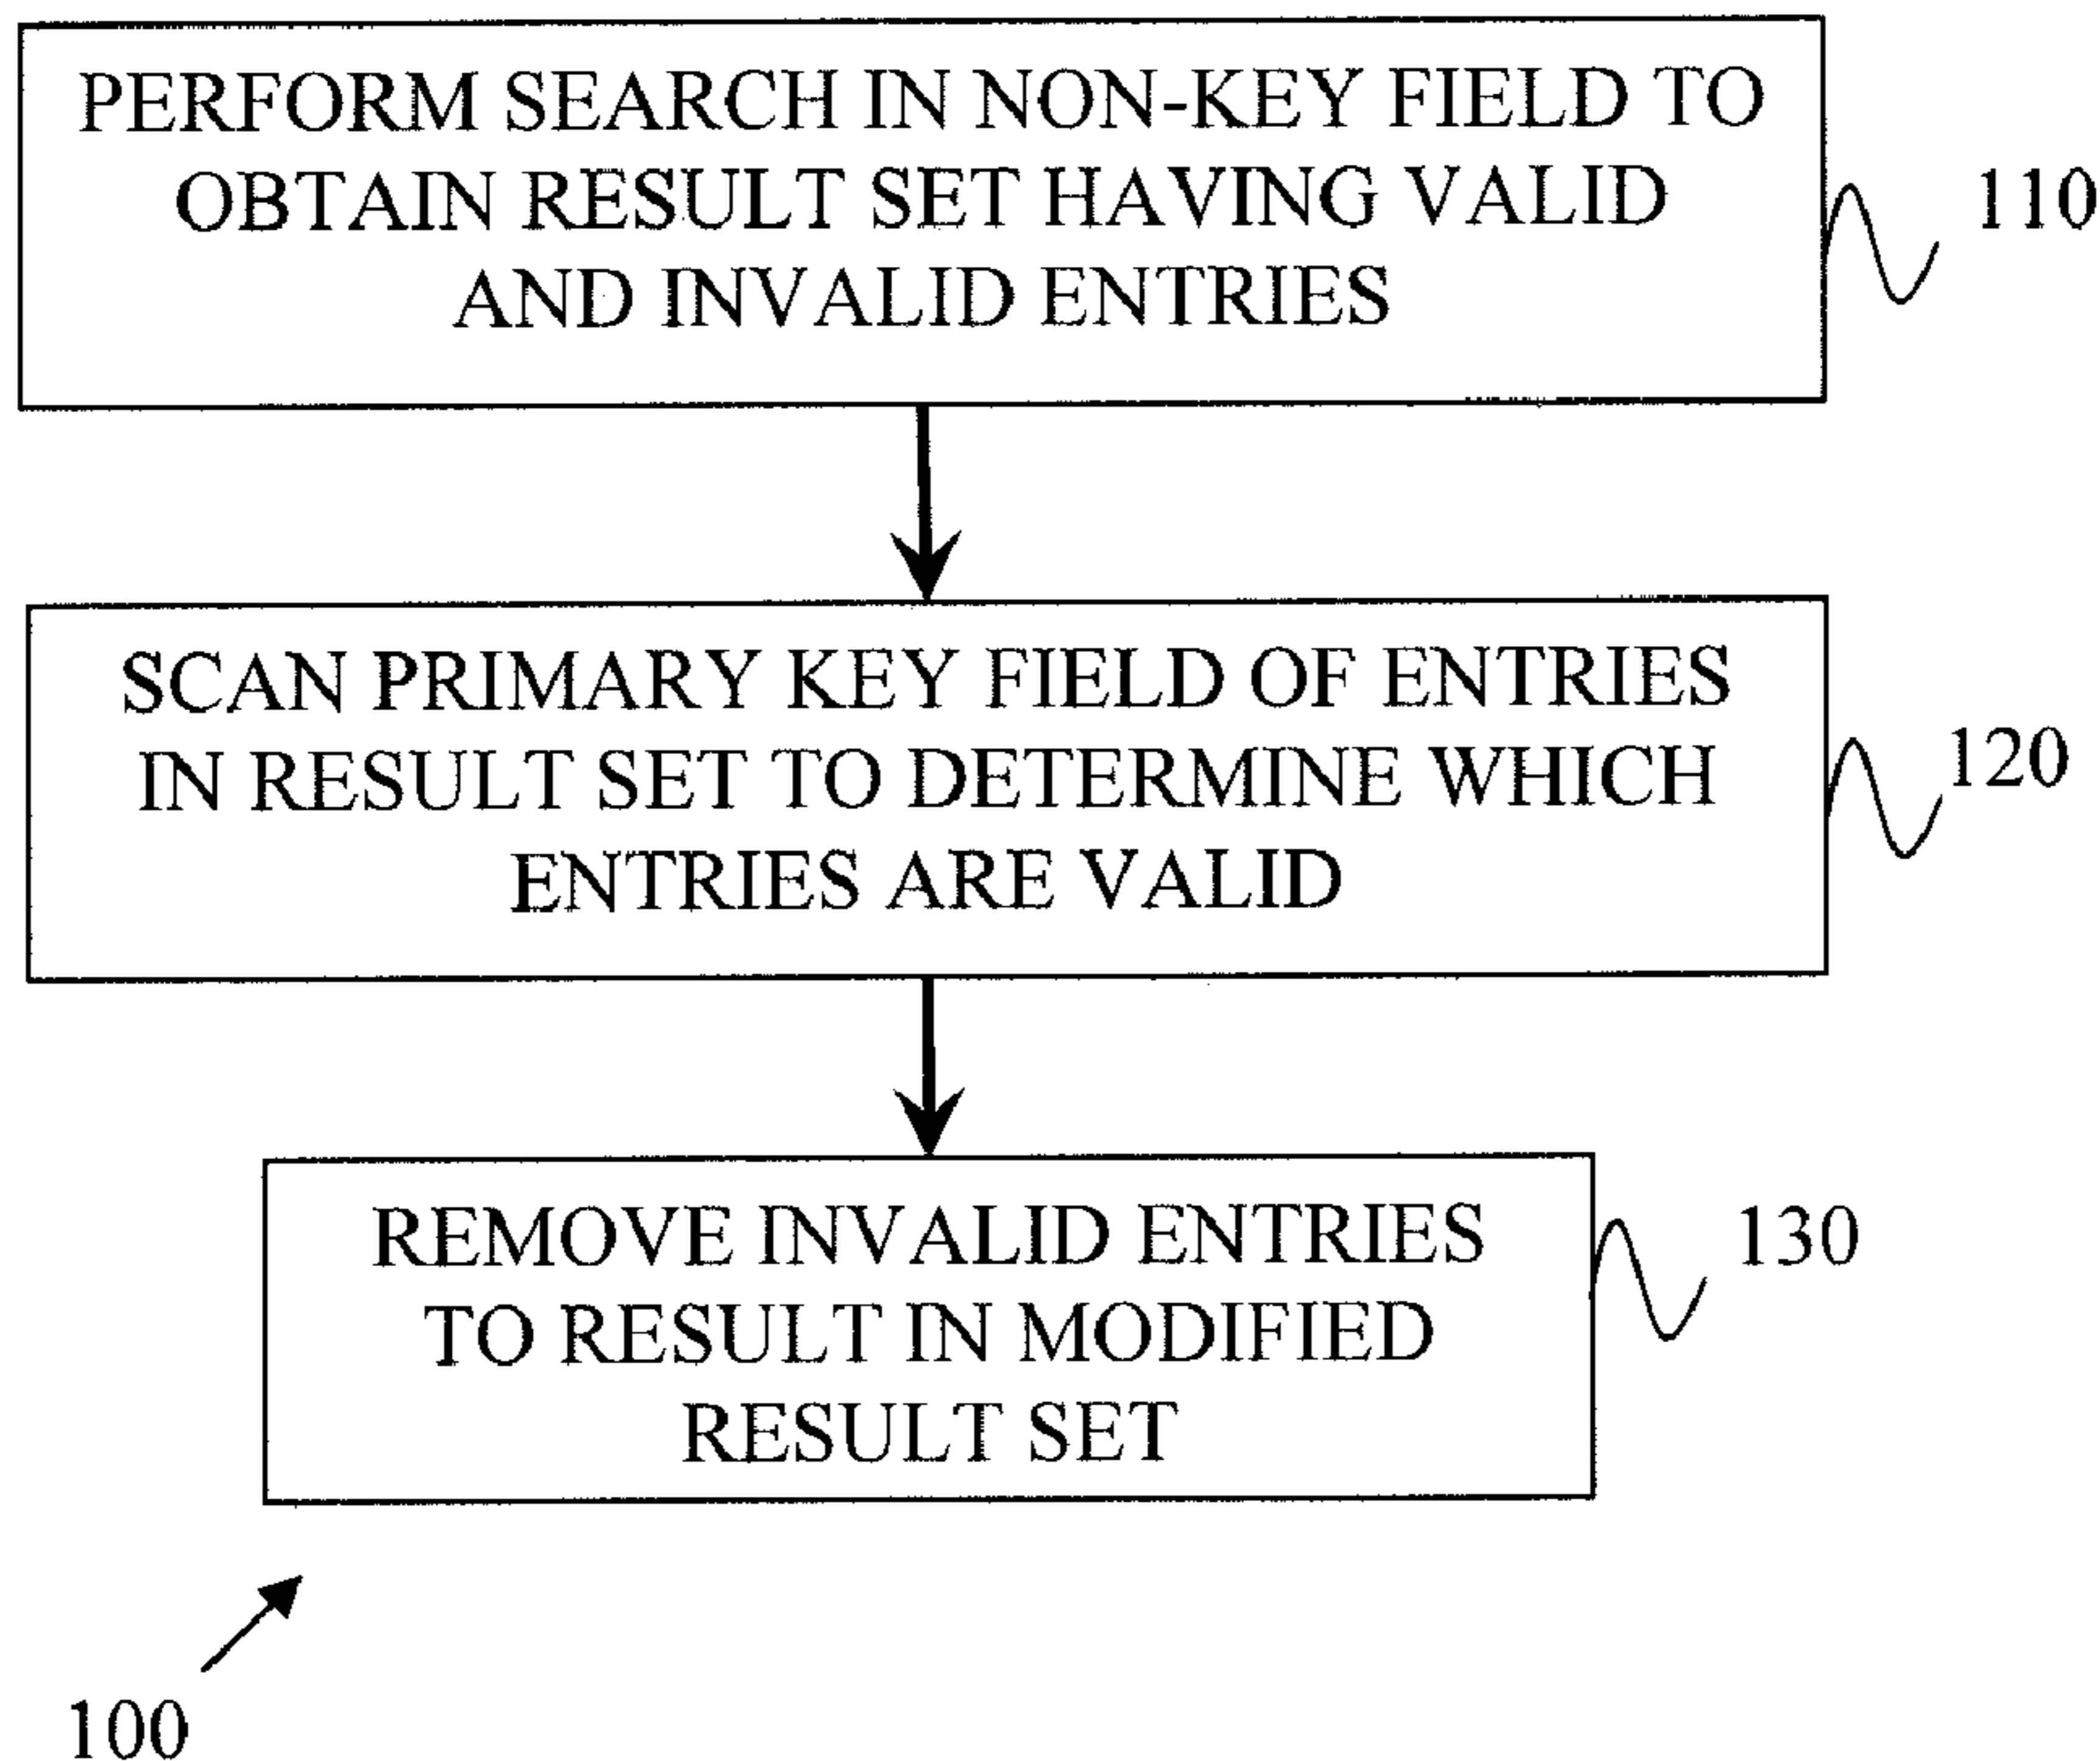 PERFORM SEARCH IN NON-KEY FIELD TO
OBTAIN RESULT SET HAVING VALID
AND INVALID ENTRIES
110
SCAN PRIMARY KEY FIELD OF ENTRIES
IN RESULT SET TO DETERMINE WHICH
ENTRIES ARE VALID
120
REMOVE INVALID ENTRIES
TO RESULT IN MODIFIED
RESULT SET
130
100